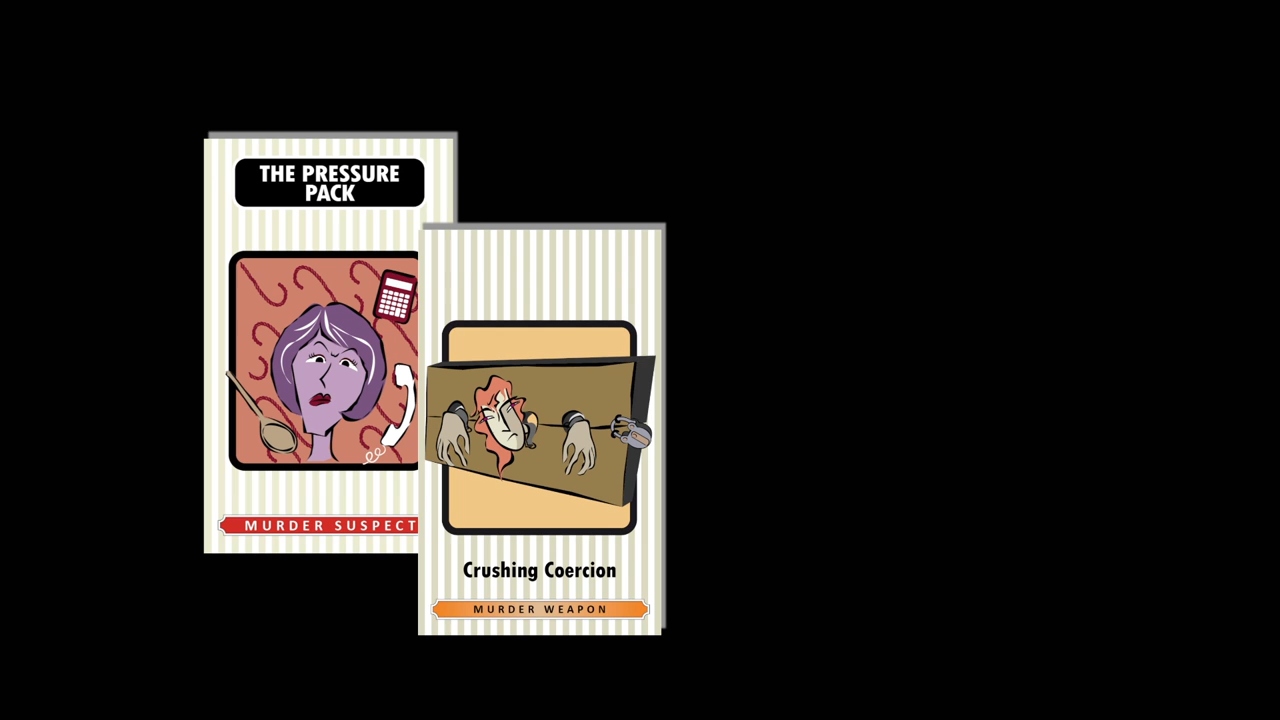 THE PRESSURE
PACK
MURDER SUSPECT
Crushing Coercion
MURDER WEAPON